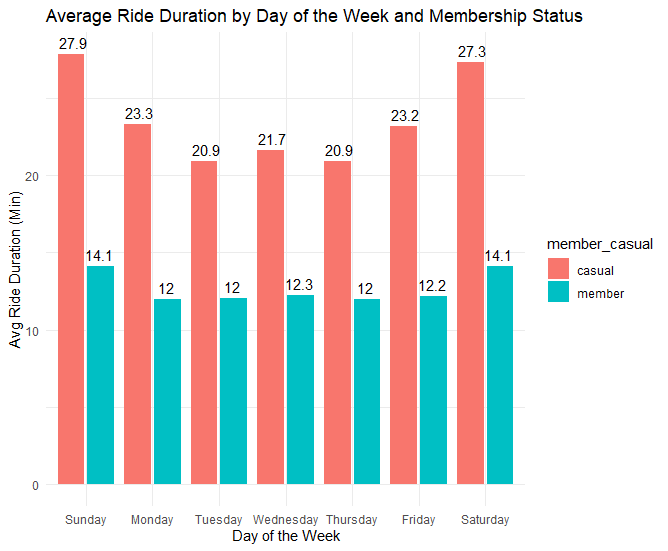 Average Ride Duration by Day of the Week and Membership Status
27.9
23.3
20.9
21.7
20.9
23.2
27.3
14.1
12
12
12.3
12
12.2
14.1
Avg Ride Duration (Min)
20
10
0
Sunday Monday Tuesday Wednesday Thursday Friday Saturday
Day of the Week
member_casual
casual
member